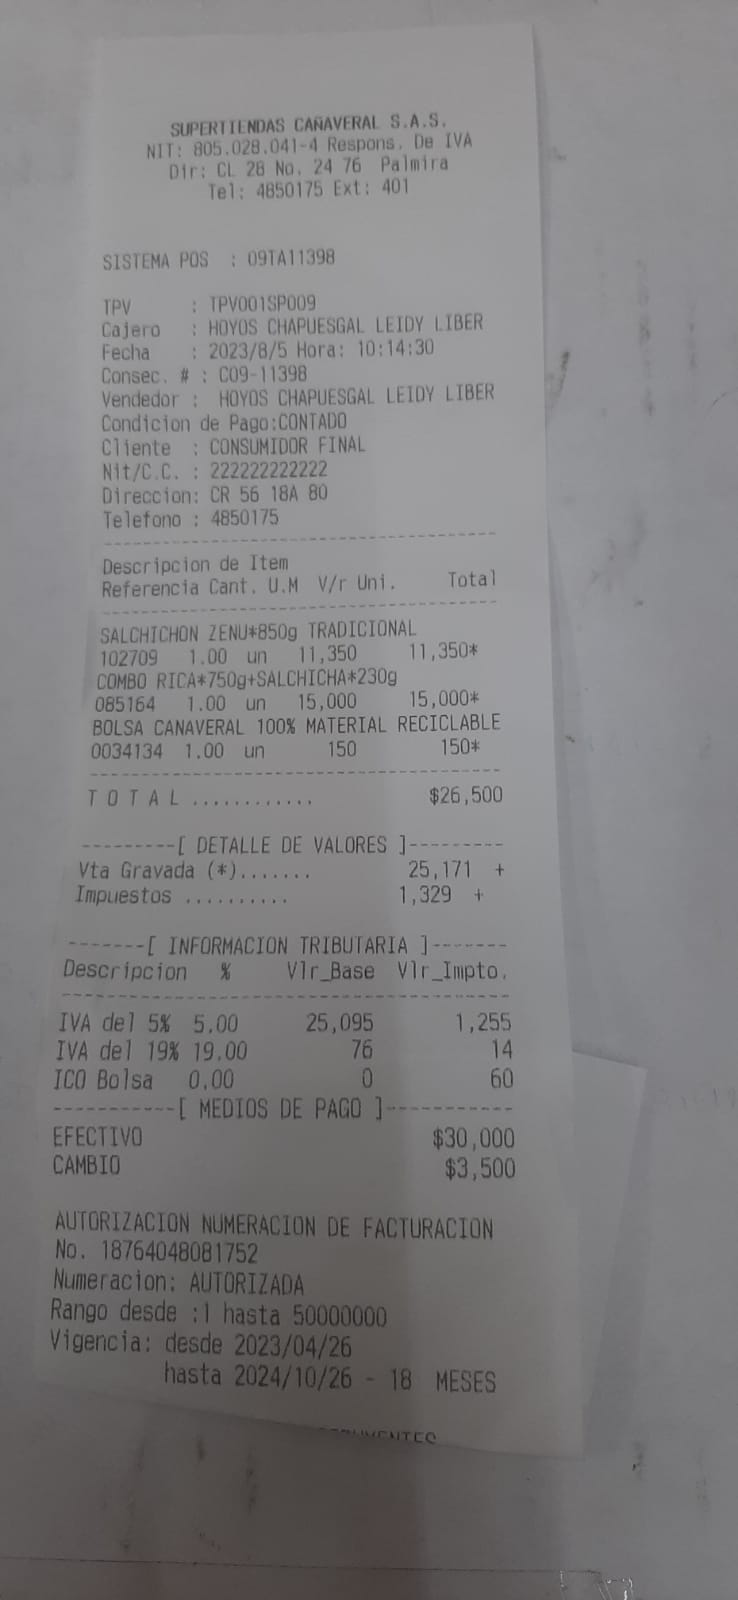 SUPERTIENDAS CAÑAVERAL S.A.S.
NIT: 805.028.041-4 Respons. De IVA
Dir: CL 28 No. 24 76 Palmira
Tel: 4850175 Ext: 401
SISTEMA POS : 09TA11398
TPV : TPV001SP009
Cajero : HOYOS CHAPUESGAL LEIDY LIBER
Fecha : 2023/8/5 Hora: 10:14:30
Consec. # : C09-11398
Vendedor : HOYOS CHAPUESGAL LEIDY LIBER
Condicion de Pago:CONTADO
Cliente : CONSUMIDOR FINAL
Nit/C.C. : 222222222222
Direccion: CR 56 18A 80
Telefono : 4850175
----------------------------------------
Descripcion de Item
Referencia Cant. U.M V/r Uni. Total
----------------------------------------
SALCHICHON ZENU*850g TRADICIONAL
102709 1.00 un 11,350 11,350*
COMBO RICA*750g+SALCHICHA*230g
085164 1.00 un 15,000 15,000*
BOLSA CANAVERAL 100% MATERIAL RECICLABLE
0034134 1.00 un 150 150*
----------------------------------------
T O T A L ............ $26,500
---------[ DETALLE DE VALORES ]---------
Vta Gravada (*)....... 25,171 +
Impuestos .......... 1,329 +
-------[ INFORMACION TRIBUTARIA ]-------
Descripcion % Vlr_Base Vlr_Impto.
----------------------------------------
IVA del 5% 5.00 25,095 1,255
IVA del 19% 19.00 76 14
ICO Bolsa 0.00 0 60
-----------[ MEDIOS DE PAGO ]-----------
EFECTIVO $30,000
CAMBIO $3,500
AUTORIZACION NUMERACION DE FACTURACION
No. 18764048081752
Numeracion: AUTORIZADA
Rango desde :1 hasta 50000000
Vigencia: desde 2023/04/26
hasta 2024/10/26 - 18 MESES